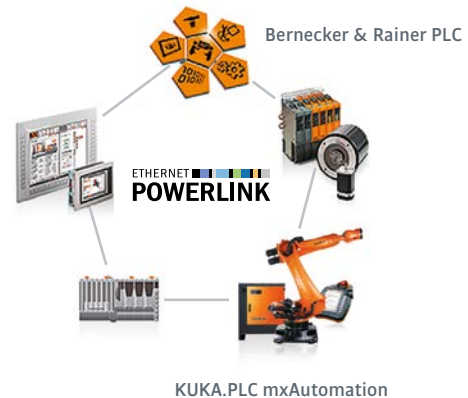 Bernecker & Rainer PLC
ETHERNET
POWERLINK
KUKA.PLC mxAutomation